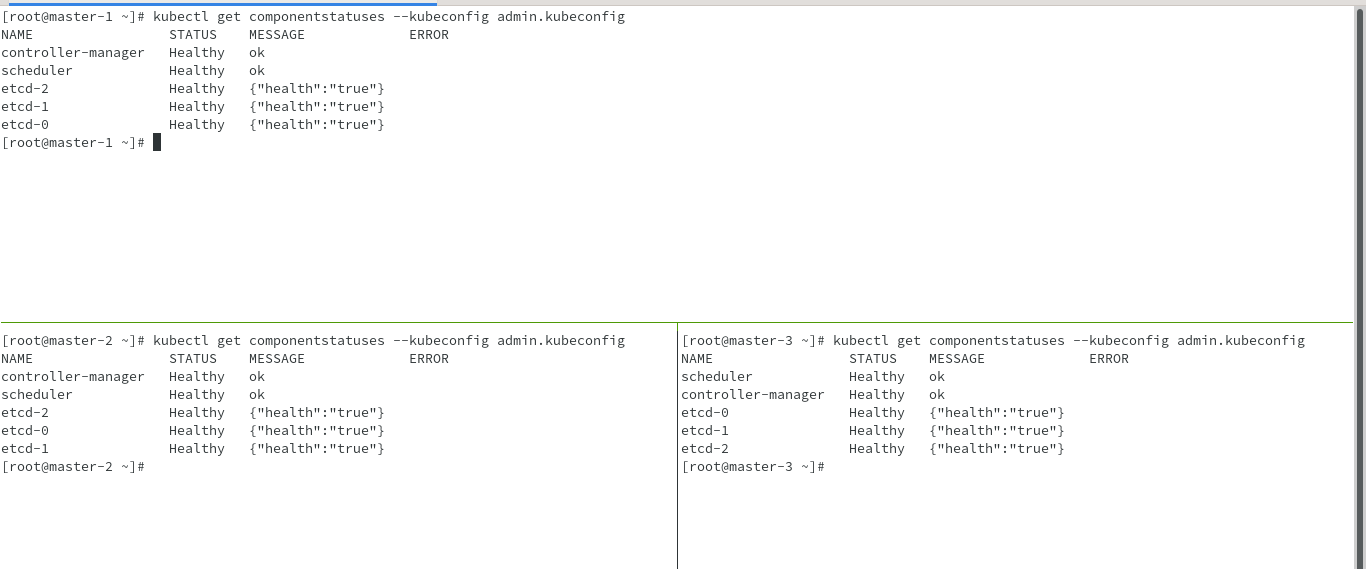 [root@master-1 ~]# kubectl get componentstatuses --kubeconfig admin.kubeconfig
NAME                 STATUS    MESSAGE             ERROR
controller-manager   Healthy   ok
scheduler            Healthy   ok
etcd-2               Healthy   {"health":"true"}
etcd-1               Healthy   {"health":"true"}
etcd-0               Healthy   {"health":"true"}
[root@master-1 ~]#
[root@master-2 ~]# kubectl get componentstatuses --kubeconfig admin.kubeconfig
NAME                 STATUS    MESSAGE             ERROR
controller-manager   Healthy   ok
scheduler            Healthy   ok
etcd-2               Healthy   {"health":"true"}
etcd-0               Healthy   {"health":"true"}
etcd-1               Healthy   {"health":"true"}
[root@master-2 ~]#
[root@master-3 ~]# kubectl get componentstatuses --kubeconfig admin.kubeconfig
NAME                 STATUS    MESSAGE             ERROR
scheduler            Healthy   ok
controller-manager   Healthy   ok
etcd-0               Healthy   {"health":"true"}
etcd-1               Healthy   {"health":"true"}
etcd-2               Healthy   {"health":"true"}
[root@master-3 ~]#